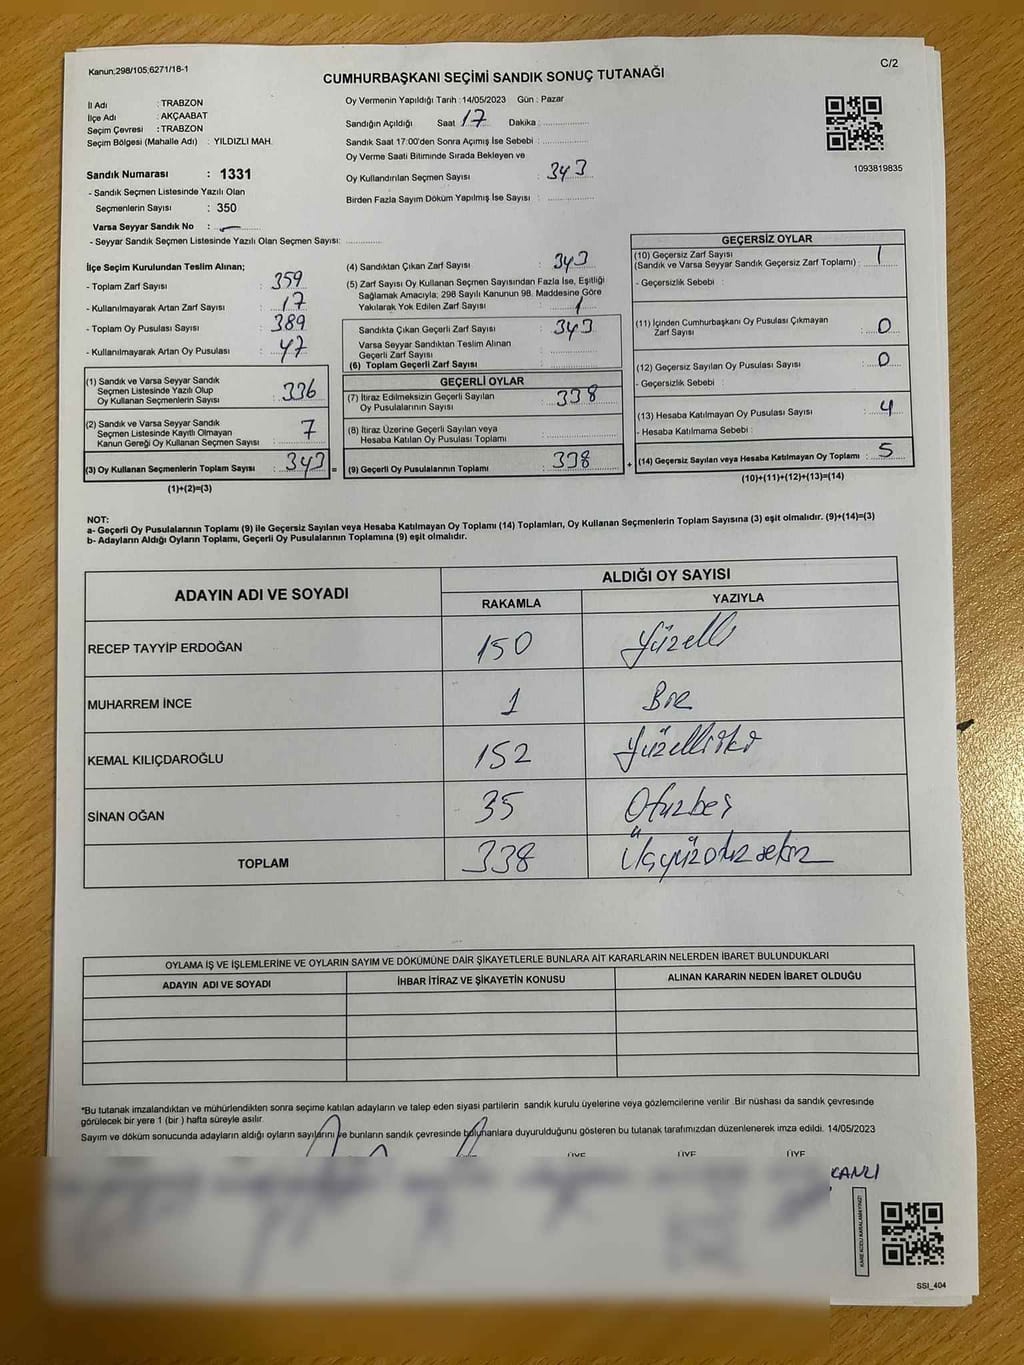 Kanun;298/105;6271/18-1
C/2
CUMHURBAŞKANI SEÇİMİ SANDIK SONUÇ TUTANAĞI
İl Adı : TRABZON
İlçe Adı : AKÇAABAT
Seçim Çevresi : TRABZON
Seçim Bölgesi (Mahalle Adı) : YILDIZLI MAH.
Sandık Numarası : 1331
- Sandık Seçmen Listesinde Yazılı Olan
Seçmenlerin Sayısı : 350
Varsa Seyyar Sandık No :
- Seyyar Sandık Seçmen Listesinde Yazılı Olan Seçmen Sayısı:
Oy Vermenin Yapıldığı Tarih :14/05/2023 Gün : Pazar
Sandığın Açıldığı Saat 17 Dakika :
Sandık Saat 17:00'den Sonra Açımış İse Sebebi :
Oy Verme Saati Bitiminde Sırada Bekleyen ve
Oy Kullandırılan Seçmen Sayısı : 343
Birden Fazla Sayım Döküm Yapılmış İse Sayısı :
1093819835
İlçe Seçim Kurulundan Teslim Alınan;
- Toplam Zarf Sayısı : 359
- Kullanılmayarak Artan Zarf Sayısı : 17
- Toplam Oy Pusulası Sayısı : 389
- Kullanılmayarak Artan Oy Pusulası : 47
(1) Sandık ve Varsa Seyyar Sandık
Seçmen Listesinde Yazılı Olup
Oy Kullanan Seçmenlerin Sayısı : 336
(2) Sandık ve Varsa Seyyar Sandık
Seçmen Listesinde Kayıtlı Olmayan
Kanun Gereği Oy Kullanan Seçmen Sayısı : 7
(3) Oy Kullanan Seçmenlerin Toplam Sayısı : 343 =
(1)+(2)=(3)
(4) Sandıktan Çıkan Zarf Sayısı : 343
(5) Zarf Sayısı Oy Kullanan Seçmen Sayısından Fazla İse, Eşitliği
Sağlamak Amacıyla; 298 Sayılı Kanunun 98. Maddesine Göre
Yakılarak Yok Edilen Zarf Sayısı :
Sandıkta Çıkan Geçerli Zarf Sayısı : 343
Varsa Seyyar Sandıktan Teslim Alınan
Geçerli Zarf Sayısı :
(6) Toplam Geçerli Zarf Sayısı :
GEÇERLİ OYLAR
(7) İtiraz Edilmeksizin Geçerli Sayılan
Oy Pusulalarının Sayısı : 338
(8) İtiraz Üzerine Geçerli Sayılan veya
Hesaba Katılan Oy Pusulası Toplamı :
(9) Geçerli Oy Pusulalarının Toplamı : 338 +
GEÇERSİZ OYLAR
(10) Geçersiz Zarf Sayısı
(Sandık ve Varsa Seyyar Sandık Geçersiz Zarf Toplamı) : 1
- Geçersizlik Sebebi :
(11) İçinden Cumhurbaşkanı Oy Pusulası Çıkmayan
Zarf Sayısı : 0
(12) Geçersiz Sayılan Oy Pusulası Sayısı : 0
- Geçersizlik Sebebi :
(13) Hesaba Katılmayan Oy Pusulası Sayısı : 4
- Hesaba Katılmama Sebebi :
(14) Geçersiz Sayılan veya Hesaba Katılmayan Oy Toplamı : 5
(10)+(11)+(12)+(13)=(14)
NOT:
a- Geçerli Oy Pusulalarının Toplamı (9) ile Geçersiz Sayılan veya Hesaba Katılmayan Oy Toplamı (14) Toplamları, Oy Kullanan Seçmenlerin Toplam Sayısına (3) eşit olmalıdır. (9)+(14)=(3)
b- Adayların Aldığı Oyların Toplamı, Geçerli Oy Pusulalarının Toplamına (9) eşit olmalıdır.
ADAYIN ADI VE SOYADI
ALDIĞI OY SAYISI
RAKAMLA YAZIYLA
RECEP TAYYİP ERDOĞAN 150 Yüzelli
MUHARREM İNCE 1 Bir
KEMAL KILIÇDAROĞLU 152 Yüzelliiki
SİNAN OĞAN 35 Otuzbeş
TOPLAM 338 Üçyüzotuzsekiz
OYLAMA İŞ VE İŞLEMLERİNE VE OYLARIN SAYIM VE DÖKÜMÜNE DAİR ŞİKAYETLERLE BUNLARA AİT KARARLARIN NELERDEN İBARET BULUNDUKLARI
ADAYIN ADI VE SOYADI İHBAR İTİRAZ VE ŞİKAYETİN KONUSU ALINAN KARARIN NEDEN İBARET OLDUĞU
*Bu tutanak imzalandıktan ve mühürlendikten sonra seçime katılan adayların ve talep eden siyasi partilerin sandık kurulu üyelerine veya gözlemcilerine verilir .Bir nüshası da sandık çevresinde
görülecek bir yere 1 (bir ) hafta süreyle asılır.
Sayım ve döküm sonucunda adayların aldığı oyların sayılarını ve bunların sandık çevresinde bulunanlara duyurulduğunu gösteren bu tutanak tarafımızdan düzenlenerek imza edildi. 14/05/2023
ÜYE ÜYE ÜYE
KARE KODU KARALAMAYINIZ!
SSI_404